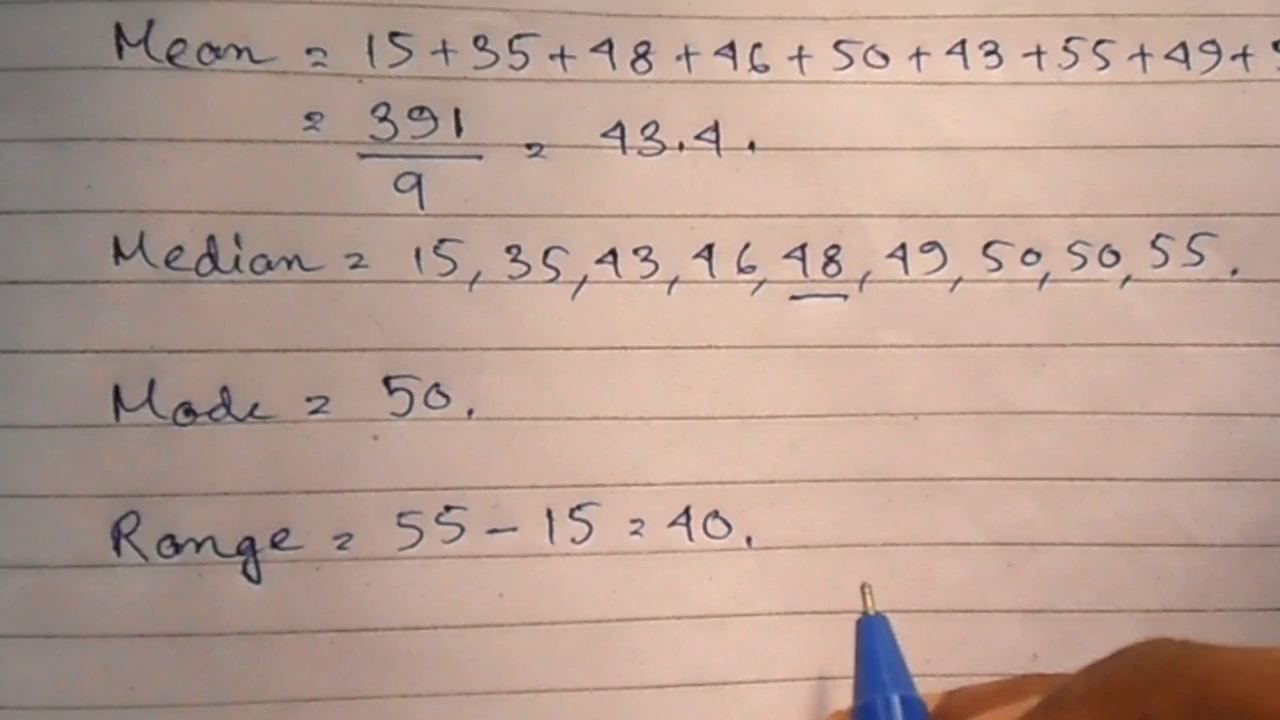 Mean = 15+35+48+46+50+43+55+49+
= 391/9 = 43.4.
Median = 15, 35, 43, 46, 48, 49, 50, 50, 55.
Mode = 50.
Range = 55-15=40.